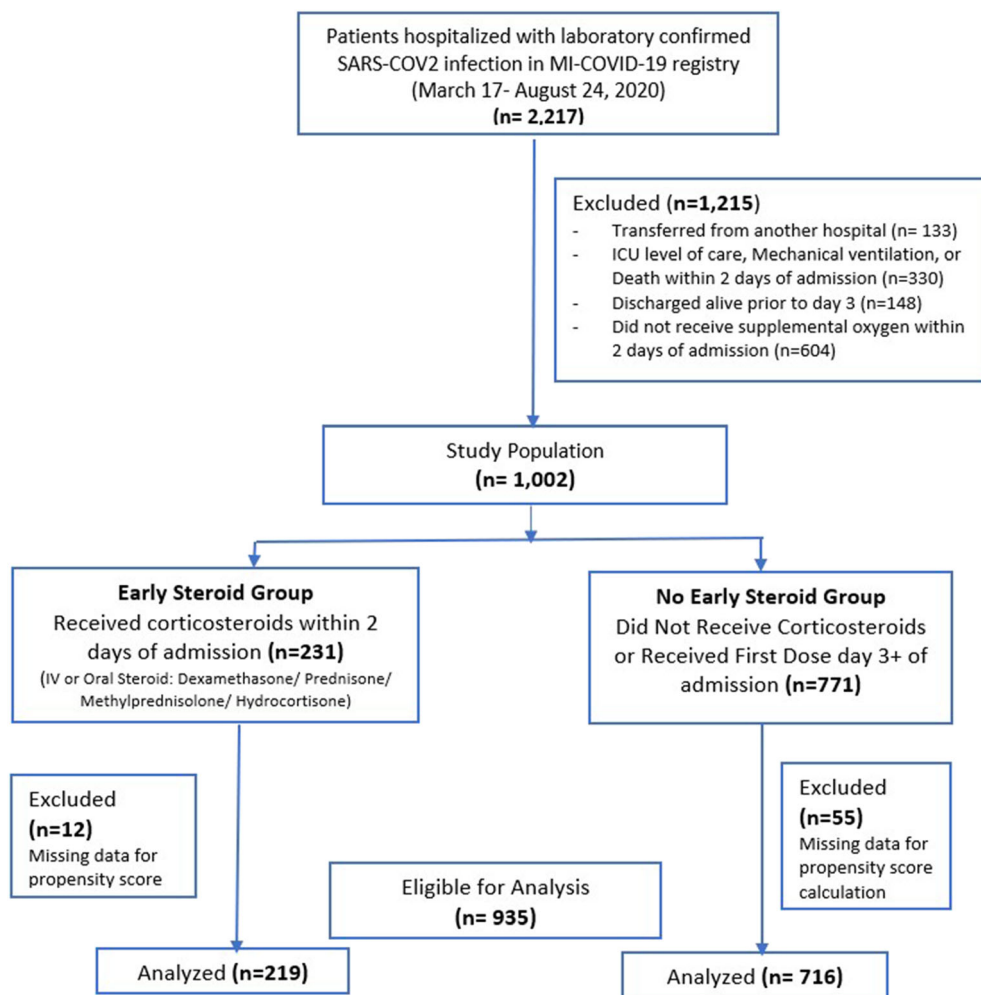 Patients hospitalized with laboratory confirmed
SARS-COV2 infection in MI-COVID-19 registry
(March 17- August 24, 2020)
(n= 2,217)
Excluded (n=1,215)
- Transferred from another hospital (n= 133)
- ICU level of care, Mechanical ventilation, or
Death within 2 days of admission (n=330)
- Discharged alive prior to day 3 (n=148)
- Did not receive supplemental oxygen within
2 days of admission (n=604)
Study Population
(n= 1,002)
Early Steroid Group
Received corticosteroids within 2
days of admission (n=231)
(IV or Oral Steroid: Dexamethasone/ Prednisone/
Methylprednisolone/ Hydrocortisone)
No Early Steroid Group
Did Not Receive Corticosteroids
or Received First Dose day 3+ of
admission (n=771)
Excluded
(n=12)
Missing data for
propensity score
Excluded
(n=55)
Missing data for
propensity score
calculation
Eligible for Analysis
(n= 935)
Analyzed (n=219)
Analyzed (n= 716)